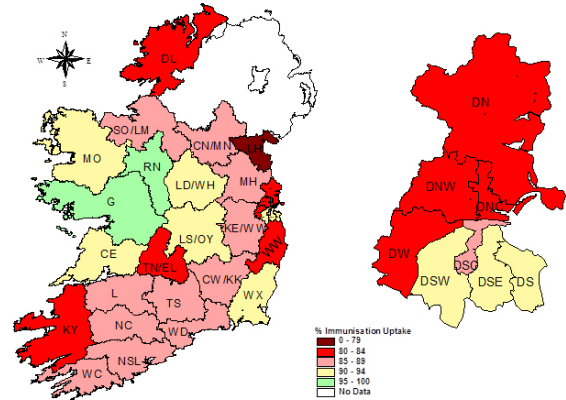 N
W E
S
DL
SO/LM
CN/MN
LH
MO
RN
LD/WH
MH
G
KE/WW
LS/OY
WW
CE
TN/EL
CW/KK
L
TS
WX
KY
NC
WD
WC
DN
DNW
DNC
DW
DSC
DSW
DSE
DS
% Immunisation Uptake
0 - 79
80 - 84
85 - 89
90 - 94
95 - 100
No Data